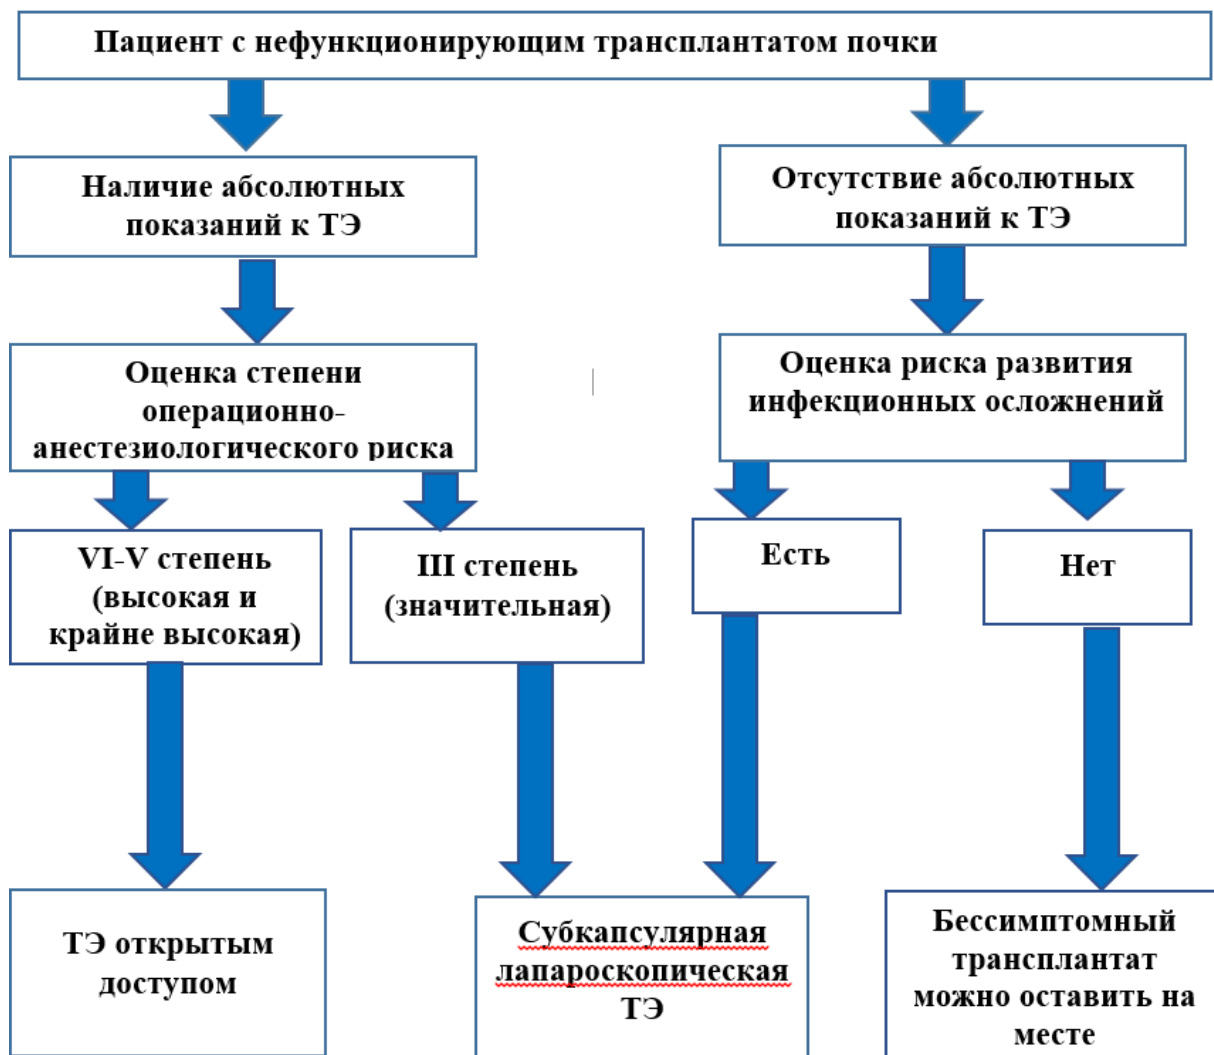 Пациент с нефункционирующим трансплантатом почки
Наличие абсолютных
показаний к ТЭ
Отсутствие абсолютных
показаний к ТЭ
Оценка степени
операционно-
анестезиологического риска
Оценка риска развития
инфекционных осложнений
VI-V степень
(высокая и
крайне высокая)
III степень
(значительная)
Есть
Нет
ТЭ открытым
доступом
Субкапсулярная
лапароскопическая
ТЭ
Бессимптомный
трансплантат
можно оставить на
месте